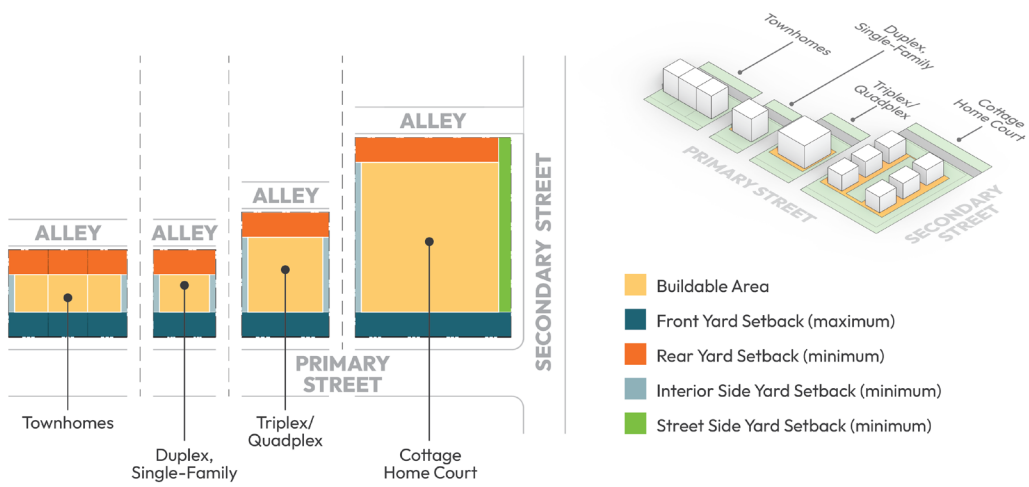 ALLEY
ALLEY
ALLEY
ALLEY
SECONDARY STREET
PRIMARY
STREET
Townhomes
Duplex,
Single-Family
Triplex/
Quadplex
Cottage
Home Court
Townhomes
Duplex,
Single-Family
Triplex/
Quadplex
Cottage
Home Court
PRIMARY STREET
SECONDARY
STREET
Buildable Area
Front Yard Setback (maximum)
Rear Yard Setback (minimum)
Interior Side Yard Setback (minimum)
Street Side Yard Setback (minimum)